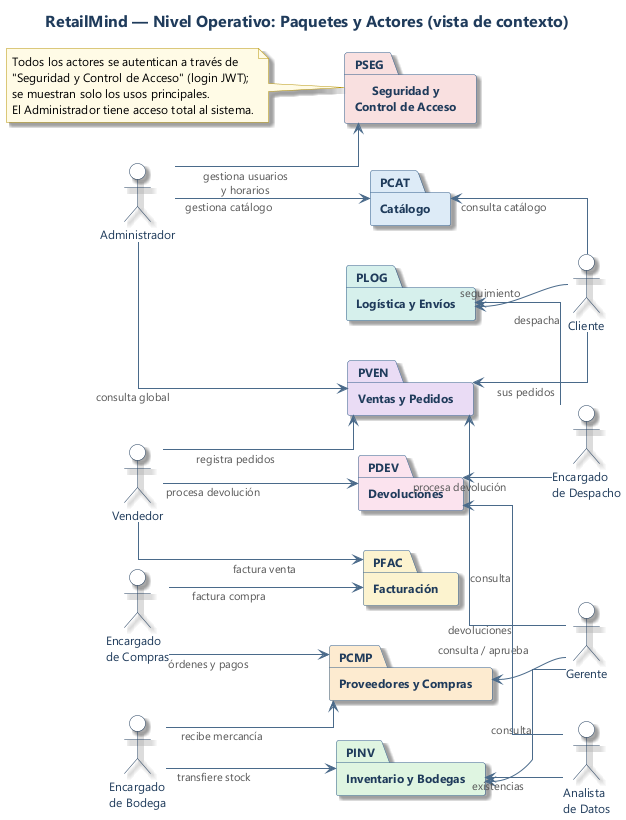 RetailMind — Nivel Operativo: Paquetes y Actores (vista de contexto)
Todos los actores se autentican a través de
"Seguridad y Control de Acceso" (login JWT);
se muestran solo los usos principales.
El Administrador tiene acceso total al sistema.
PSEG
Seguridad y
Control de Acceso
gestiona usuarios
y horarios
PCAT
Catálogo
gestiona catálogo
consulta catálogo
Administrador
PLOG
Logística y Envíos
seguimiento
despacha
Cliente
PVEN
Ventas y Pedidos
consulta global
sus pedidos
registra pedidos
PDEV
Devoluciones
procesa devolución
procesa devolución
Encargado
de Despacho
Vendedor
PFAC
Facturación
factura venta
factura compra
consulta
Encargado
de Compras
devoluciones
consulta / aprueba
PCMP
Proveedores y Compras
órdenes y pagos
Gerente
recibe mercancía
consulta
PINV
Inventario y Bodegas
transfiere stock
existencias
Encargado
de Bodega
Analista
de Datos